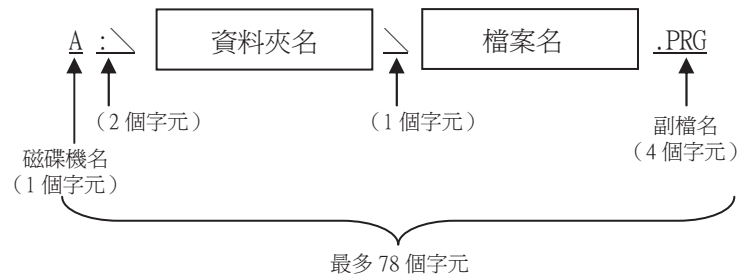 A :\ 資料夾名 \ 檔案名 .PRG
（2 個字元） （1 個字元） 副檔名
磁碟機名 （4 個字元）
（1 個字元）
最多 78 個字元